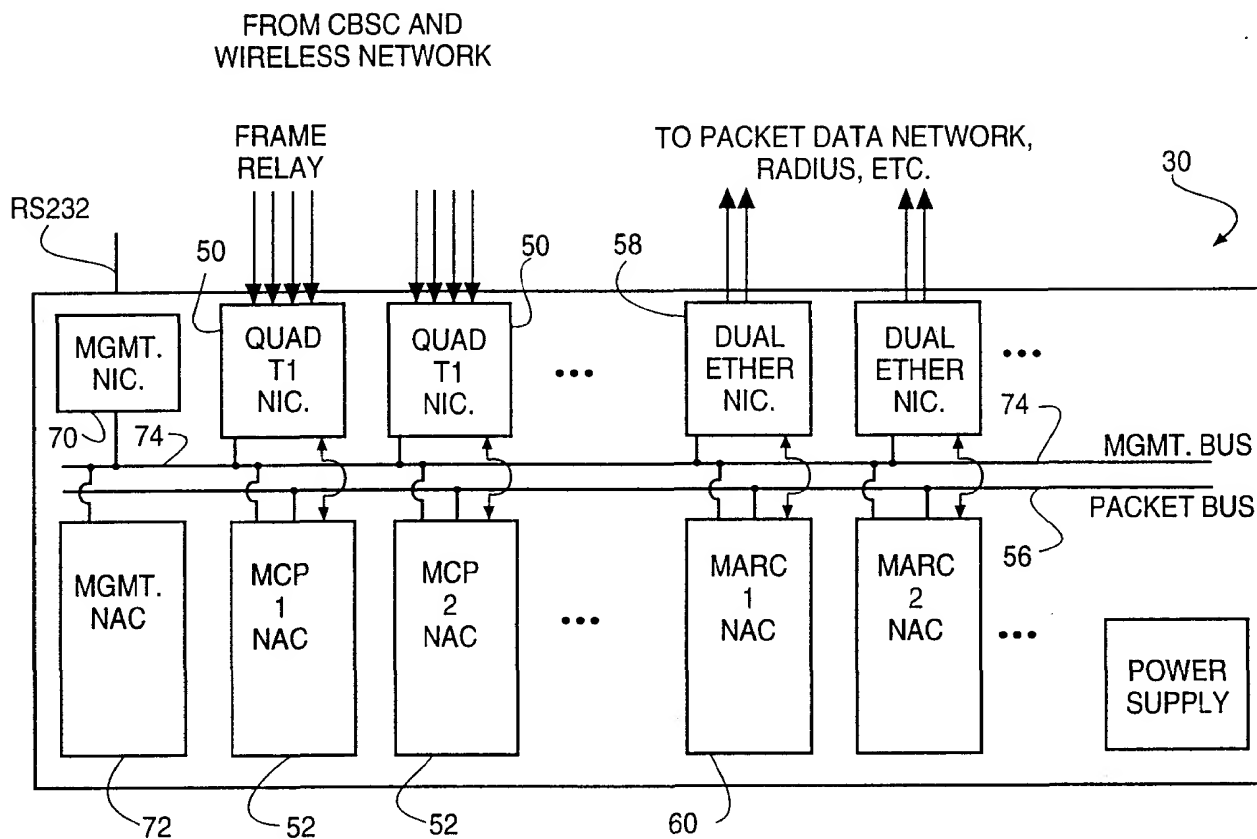 FROM CBSC AND
WIRELESS NETWORK
FRAME
RELAY
TO PACKET DATA NETWORK,
RADIUS, ETC.
30
RS232
50
50
58
MGMT.
NIC.
QUAD
T1
NIC.
QUAD
T1
NIC.
DUAL
ETHER
NIC.
DUAL
ETHER
NIC.
70
74
74
MGMT. BUS
PACKET BUS
56
MGMT.
NAC
MCP
1
NAC
MCP
2
NAC
MARC
1
NAC
MARC
2
NAC
POWER
SUPPLY
72
52
52
60